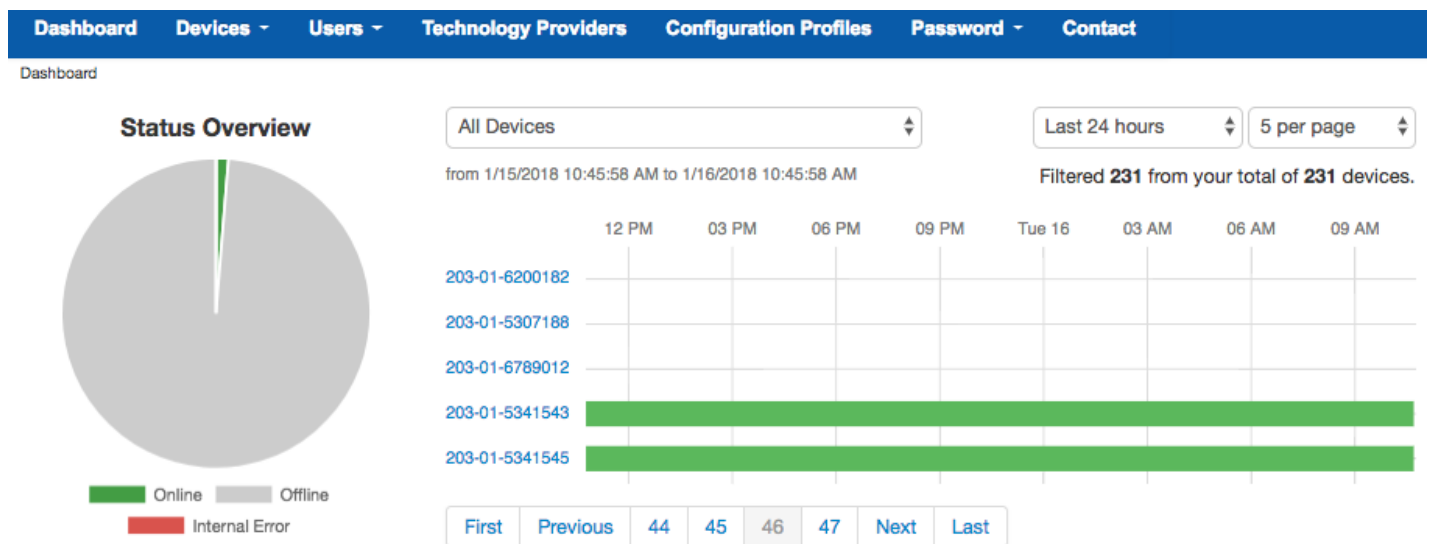 Dashboard Devices Users Technology Providers Configuration Profiles Password Contact
Dashboard
Status Overview
Online Offline
Internal Error
All Devices Last 24 hours 5 per page
from 1/15/2018 10:45:58 AM to 1/16/2018 10:45:58 AM Filtered 231 from your total of 231 devices.
12 PM 03 PM 06 PM 09 PM Tue 16 03 AM 06 AM 09 AM
203-01-6200182
203-01-5307188
203-01-6789012
203-01-5341543
203-01-5341545
First Previous 44 45 46 47 Next Last